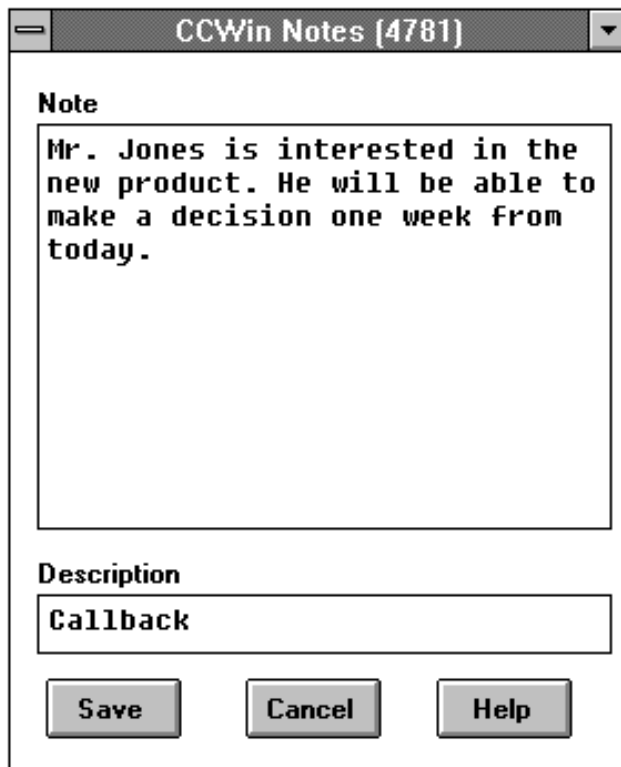 CCWin Notes (4781)
Note
Mr. Jones is interested in the
new product. He will be able to
make a decision one week from
today.
Description
Callback
Save Cancel Help